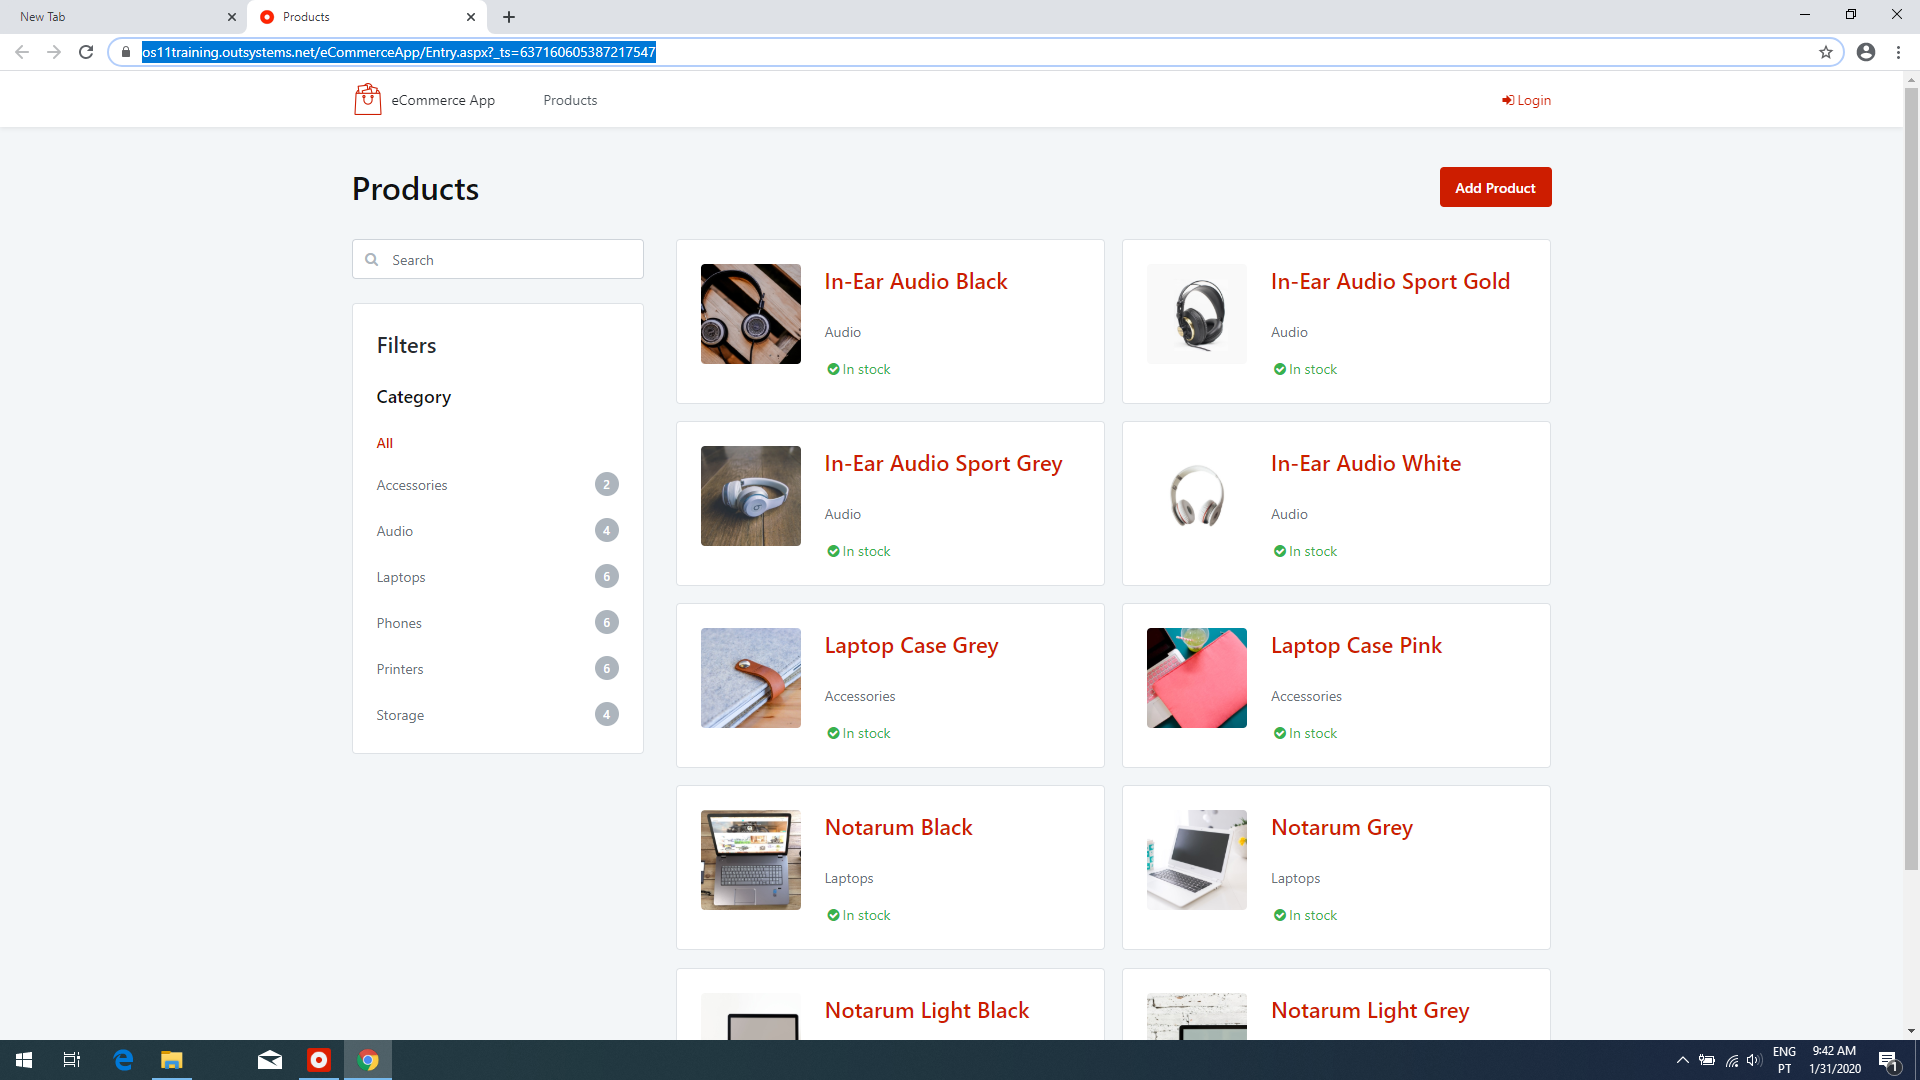 New Tab
Products
os11training.outsystems.net/eCommerceApp/Entry.aspx?_ts=637160605387217547
eCommerce App
Products
Login
Products
Add Product
Search
Filters
Category
All
Accessories 2
Audio 4
Laptops 6
Phones 6
Printers 6
Storage 4
In-Ear Audio Black
Audio
In stock
In-Ear Audio Sport Gold
Audio
In stock
In-Ear Audio Sport Grey
Audio
In stock
In-Ear Audio White
Audio
In stock
Laptop Case Grey
Accessories
In stock
Laptop Case Pink
Accessories
In stock
Notarum Black
Laptops
In stock
Notarum Grey
Laptops
In stock
Notarum Light Black
Notarum Light Grey
ENG
PT
9:42 AM
1/31/2020
1